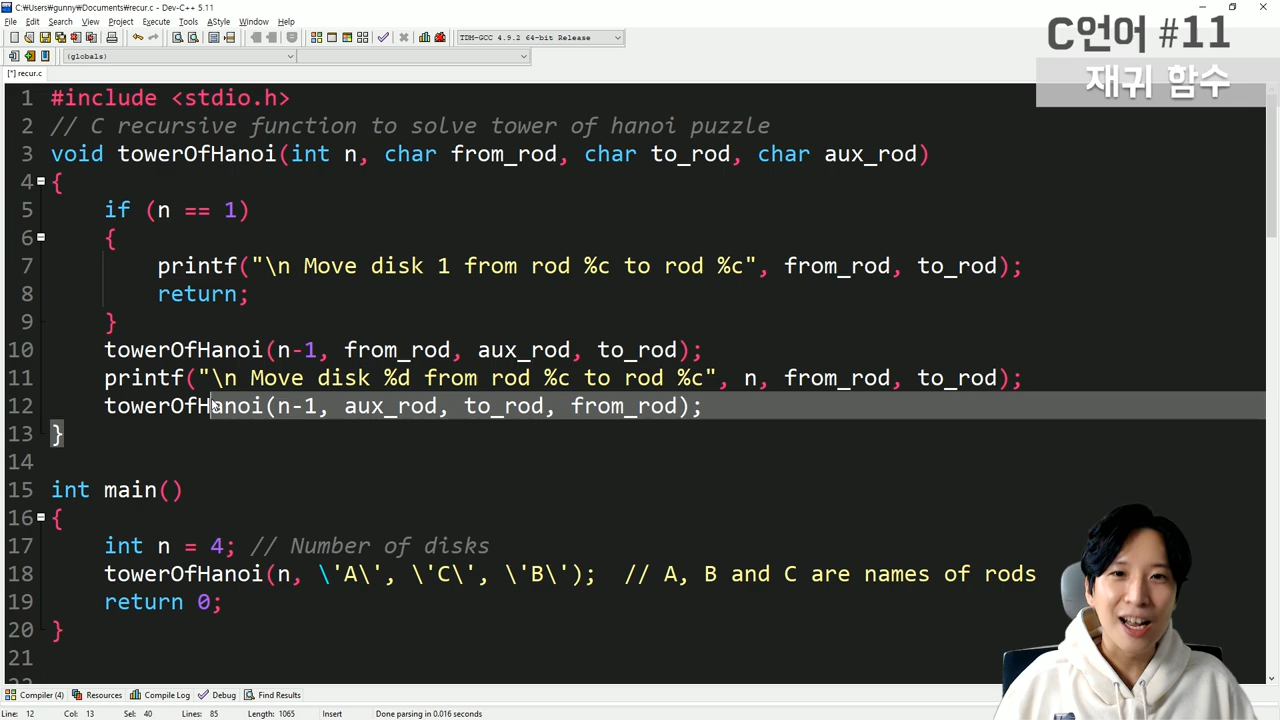 C:\Users\gunny\Documents\recur.c - Dev-C++ 5.11
File Edit Search View Project Execute Tools AStyle Window Help
TDM-GCC 4.9.2 64-bit Release
(globals)
[*] recur.c
C언어 #11
재귀 함수
1 #include <stdio.h>
2 // C recursive function to solve tower of hanoi puzzle
3 void towerOfHanoi(int n, char from_rod, char to_rod, char aux_rod)
4 {
5 if (n == 1)
6 {
7 printf("\n Move disk 1 from rod %c to rod %c", from_rod, to_rod);
8 return;
9 }
10 towerOfHanoi(n-1, from_rod, aux_rod, to_rod);
11 printf("\n Move disk %d from rod %c to rod %c", n, from_rod, to_rod);
12 towerOfHanoi(n-1, aux_rod, to_rod, from_rod);
13 }
14
15 int main()
16 {
17 int n = 4; // Number of disks
18 towerOfHanoi(n, \'A\', \'C\', \'B\'); // A, B and C are names of rods
19 return 0;
20 }
21
Compiler (4) Resources Compile Log Debug Find Results
Line: 12 Col: 13 Sel: 40 Lines: 85 Length: 1065 Insert Done parsing in 0.016 seconds